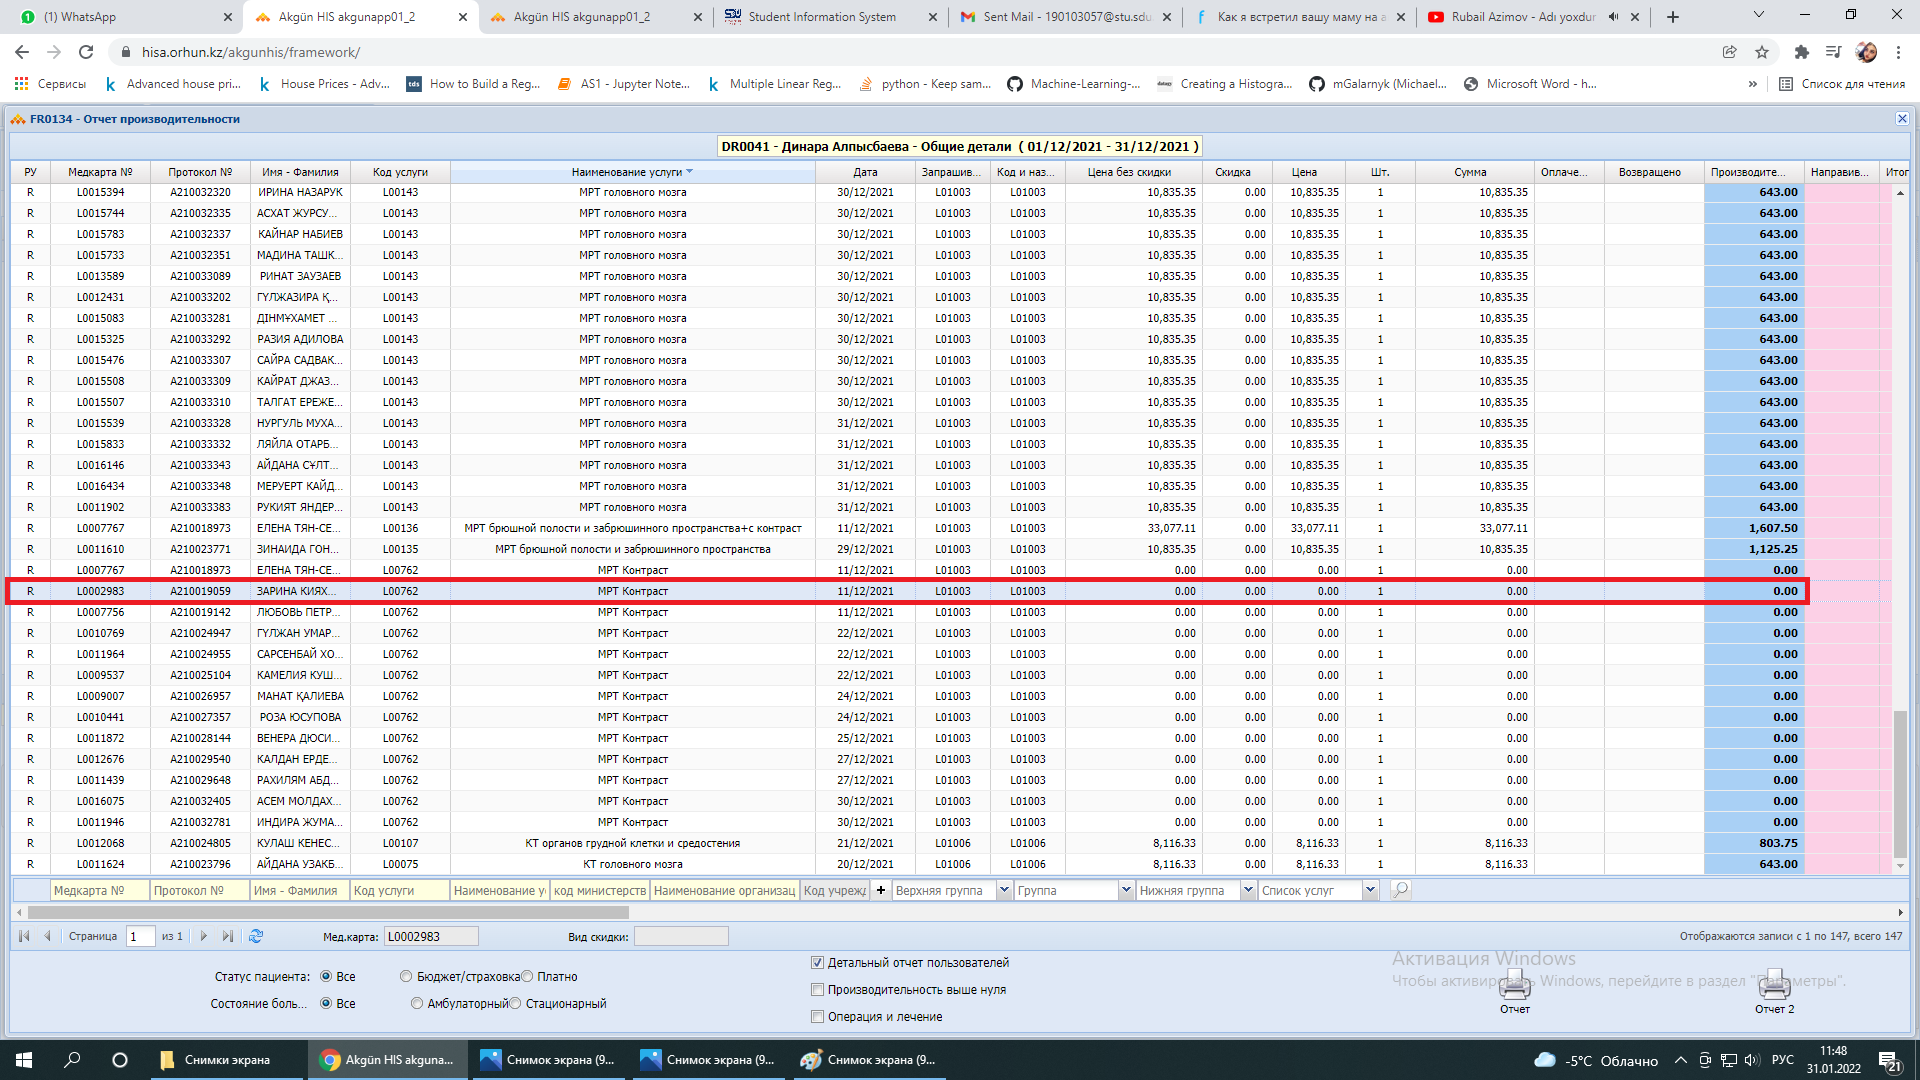 (1) WhatsApp
Akgün HIS akgunapp01_2
Akgün HIS akgunapp01_2
Student Information System
Sent Mail - 190103057@stu.sdu.
Как я встретил вашу маму на а
Rubail Azimov - Adı yoxdur
hisa.orhun.kz/akgunhis/framework/
Сервисы
Advanced house pri...
House Prices - Adv...
How to Build a Reg...
AS1 - Jupyter Note...
Multiple Linear Reg...
python - Keep sam...
Machine-Learning-...
Creating a Histogra...
mGalarnyk (Michael...
Microsoft Word - h...
Список для чтения
FR0134 - Отчет производительности
DR0041 - Динара Алпысбаева - Общие детали ( 01/12/2021 - 31/12/2021 )
РУ Медкарта № Протокол № Имя - Фамилия Код услуги Наименование услуги Дата Запрашив... Код и наз... Цена без скидки Скидка Цена Шт. Сумма Оплаче... Возвращено Производите... Направив... Итог
R L0015394 A210032320 ИРИНА НАЗАРУК L00143 МРТ головного мозга 30/12/2021 L01003 L01003 10,835.35 0.00 10,835.35 1 10,835.35 643.00
R L0015744 A210032335 АСХАТ ЖУРСУ... L00143 МРТ головного мозга 30/12/2021 L01003 L01003 10,835.35 0.00 10,835.35 1 10,835.35 643.00
R L0015783 A210032337 КАЙНАР НАБИЕВ L00143 МРТ головного мозга 30/12/2021 L01003 L01003 10,835.35 0.00 10,835.35 1 10,835.35 643.00
R L0015733 A210032351 МАДИНА ТАШК... L00143 МРТ головного мозга 30/12/2021 L01003 L01003 10,835.35 0.00 10,835.35 1 10,835.35 643.00
R L0013589 A210033089 РИНАТ ЗАУЗАЕВ L00143 МРТ головного мозга 30/12/2021 L01003 L01003 10,835.35 0.00 10,835.35 1 10,835.35 643.00
R L0012431 A210033202 ГҮЛЖАЗИРА Қ... L00143 МРТ головного мозга 30/12/2021 L01003 L01003 10,835.35 0.00 10,835.35 1 10,835.35 643.00
R L0015083 A210033281 ДІНМҰХАМЕТ ... L00143 МРТ головного мозга 30/12/2021 L01003 L01003 10,835.35 0.00 10,835.35 1 10,835.35 643.00
R L0015325 A210033292 РАЗИЯ АДИЛОВА L00143 МРТ головного мозга 30/12/2021 L01003 L01003 10,835.35 0.00 10,835.35 1 10,835.35 643.00
R L0015476 A210033307 САЙРА САДВАК... L00143 МРТ головного мозга 30/12/2021 L01003 L01003 10,835.35 0.00 10,835.35 1 10,835.35 643.00
R L0015508 A210033309 КАЙРАТ ДЖАЗ... L00143 МРТ головного мозга 30/12/2021 L01003 L01003 10,835.35 0.00 10,835.35 1 10,835.35 643.00
R L0015507 A210033310 ТАЛГАТ ЕРЕЖЕ... L00143 МРТ головного мозга 30/12/2021 L01003 L01003 10,835.35 0.00 10,835.35 1 10,835.35 643.00
R L0015539 A210033328 НУРГУЛЬ МУХА... L00143 МРТ головного мозга 31/12/2021 L01003 L01003 10,835.35 0.00 10,835.35 1 10,835.35 643.00
R L0015833 A210033332 ЛЯЙЛА ОТАРБ... L00143 МРТ головного мозга 31/12/2021 L01003 L01003 10,835.35 0.00 10,835.35 1 10,835.35 643.00
R L0016146 A210033343 АЙДАНА СҰЛТ... L00143 МРТ головного мозга 31/12/2021 L01003 L01003 10,835.35 0.00 10,835.35 1 10,835.35 643.00
R L0016434 A210033348 МЕРУЕРТ КАЙД... L00143 МРТ головного мозга 31/12/2021 L01003 L01003 10,835.35 0.00 10,835.35 1 10,835.35 643.00
R L0011902 A210033383 РУКИЯТ ЯНДЕР... L00143 МРТ головного мозга 31/12/2021 L01003 L01003 10,835.35 0.00 10,835.35 1 10,835.35 643.00
R L0007767 A210018973 ЕЛЕНА ТЯН-СЕ... L00136 МРТ брюшной полости и забрюшинного пространства+с контраст 11/12/2021 L01003 L01003 33,077.11 0.00 33,077.11 1 33,077.11 1,607.50
R L0011610 A210023771 ЗИНАИДА ГОН... L00135 МРТ брюшной полости и забрюшинного пространства 29/12/2021 L01003 L01003 10,835.35 0.00 10,835.35 1 10,835.35 1,125.25
R L0007767 A210018973 ЕЛЕНА ТЯН-СЕ... L00762 МРТ Контраст 11/12/2021 L01003 L01003 0.00 0.00 0.00 1 0.00 0.00
R L0002983 A210019059 ЗАРИНА КИЯХ... L00762 МРТ Контраст 11/12/2021 L01003 L01003 0.00 0.00 0.00 1 0.00 0.00
R L0007756 A210019142 ЛЮБОВЬ ПЕТР... L00762 МРТ Контраст 11/12/2021 L01003 L01003 0.00 0.00 0.00 1 0.00 0.00
R L0010769 A210024947 ГҮЛЖАН УМАР... L00762 МРТ Контраст 22/12/2021 L01003 L01003 0.00 0.00 0.00 1 0.00 0.00
R L0011964 A210024955 САРСЕНБАЙ ХО... L00762 МРТ Контраст 22/12/2021 L01003 L01003 0.00 0.00 0.00 1 0.00 0.00
R L0009537 A210025104 КАМЕЛИЯ КУШ... L00762 МРТ Контраст 22/12/2021 L01003 L01003 0.00 0.00 0.00 1 0.00 0.00
R L0009007 A210026957 МАНАТ ҚАЛИЕВА L00762 МРТ Контраст 24/12/2021 L01003 L01003 0.00 0.00 0.00 1 0.00 0.00
R L0010441 A210027357 РОЗА ЮСУПОВА L00762 МРТ Контраст 24/12/2021 L01003 L01003 0.00 0.00 0.00 1 0.00 0.00
R L0011872 A210028144 ВЕНЕРА ДЮСИ... L00762 МРТ Контраст 25/12/2021 L01003 L01003 0.00 0.00 0.00 1 0.00 0.00
R L0012676 A210029540 КАЛДАН ЕРДЕ... L00762 МРТ Контраст 27/12/2021 L01003 L01003 0.00 0.00 0.00 1 0.00 0.00
R L0011439 A210029648 РАХИЛЯМ АБД... L00762 МРТ Контраст 27/12/2021 L01003 L01003 0.00 0.00 0.00 1 0.00 0.00
R L0016075 A210032405 АСЕМ МОЛДАХ... L00762 МРТ Контраст 30/12/2021 L01003 L01003 0.00 0.00 0.00 1 0.00 0.00
R L0011946 A210032781 ИНДИРА ЖУМА... L00762 МРТ Контраст 30/12/2021 L01003 L01003 0.00 0.00 0.00 1 0.00 0.00
R L0012068 A210024805 КУЛАШ КЕНЕС... L00107 КТ органов грудной клетки и средостения 21/12/2021 L01006 L01006 8,116.33 0.00 8,116.33 1 8,116.33 803.75
R L0011624 A210023796 АЙДАНА УЗАКБ... L00075 КТ головного мозга 20/12/2021 L01006 L01006 8,116.33 0.00 8,116.33 1 8,116.33 643.00
Медкарта № Протокол № Имя - Фамилия Код услуги Наименование у код министерств Наименование организац Код учрежд + Верхняя группа Группа Нижняя группа Список услуг
Страница 1 из 1 Мед.карта: L0002983 Вид скидки: Отображаются записи с 1 по 147, всего 147
Статус пациента: Все Бюджет/страховка Платно
Состояние боль... Все Амбулаторный Стационарный
Детальный отчет пользователей
Производительность выше нуля
Операция и лечение
Активация Windows
Чтобы активировать Windows, перейдите в раздел "Параметры".
Отчет
Отчет 2
Снимки экрана
Akgün HIS akguna...
Снимок экрана (9...
Снимок экрана (9...
Снимок экрана (9...
-5°C Облачно
РУС
11:48
31.01.2022
21